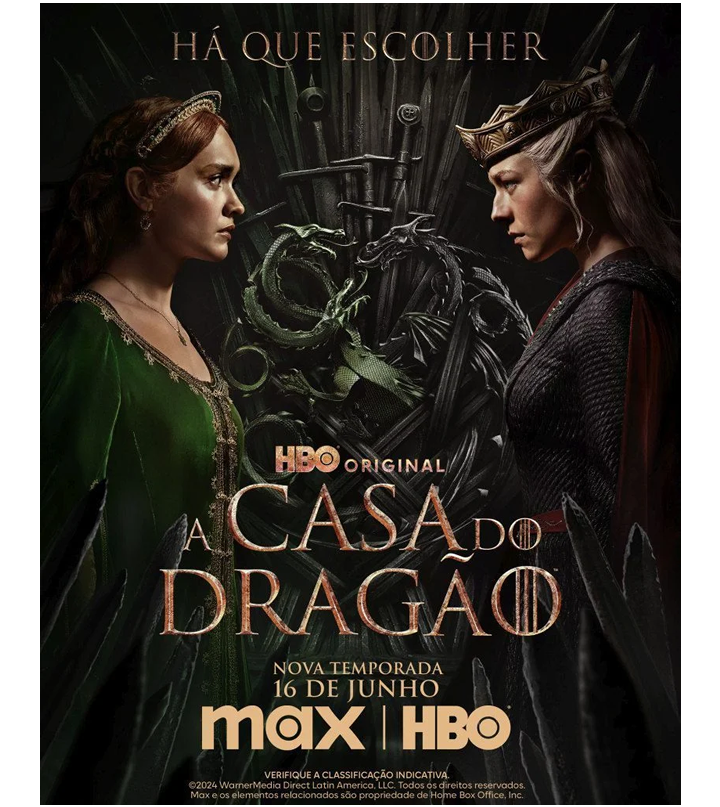 HÁ QUE ESCOLHER
HBO ORIGINAL
A CASA DO
DRAGÃO™
NOVA TEMPORADA
16 DE JUNHO
max | HBO®
VERIFIQUE A CLASSIFICAÇÃO INDICATIVA.
©2024 WarnerMedia Direct Latin America, LLC. Todos os direitos reservados.
Max e os elementos relacionados são propriedade de Home Box Office, Inc.